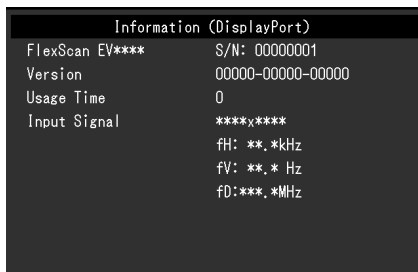 Information (DisplayPort)
FlexScan EV**** S/N: 00000001
Version 00000-00000-00000
Usage Time 0
Input Signal ****x****
fH: **.*kHz
fV: **.* Hz
fD:***.*MHz